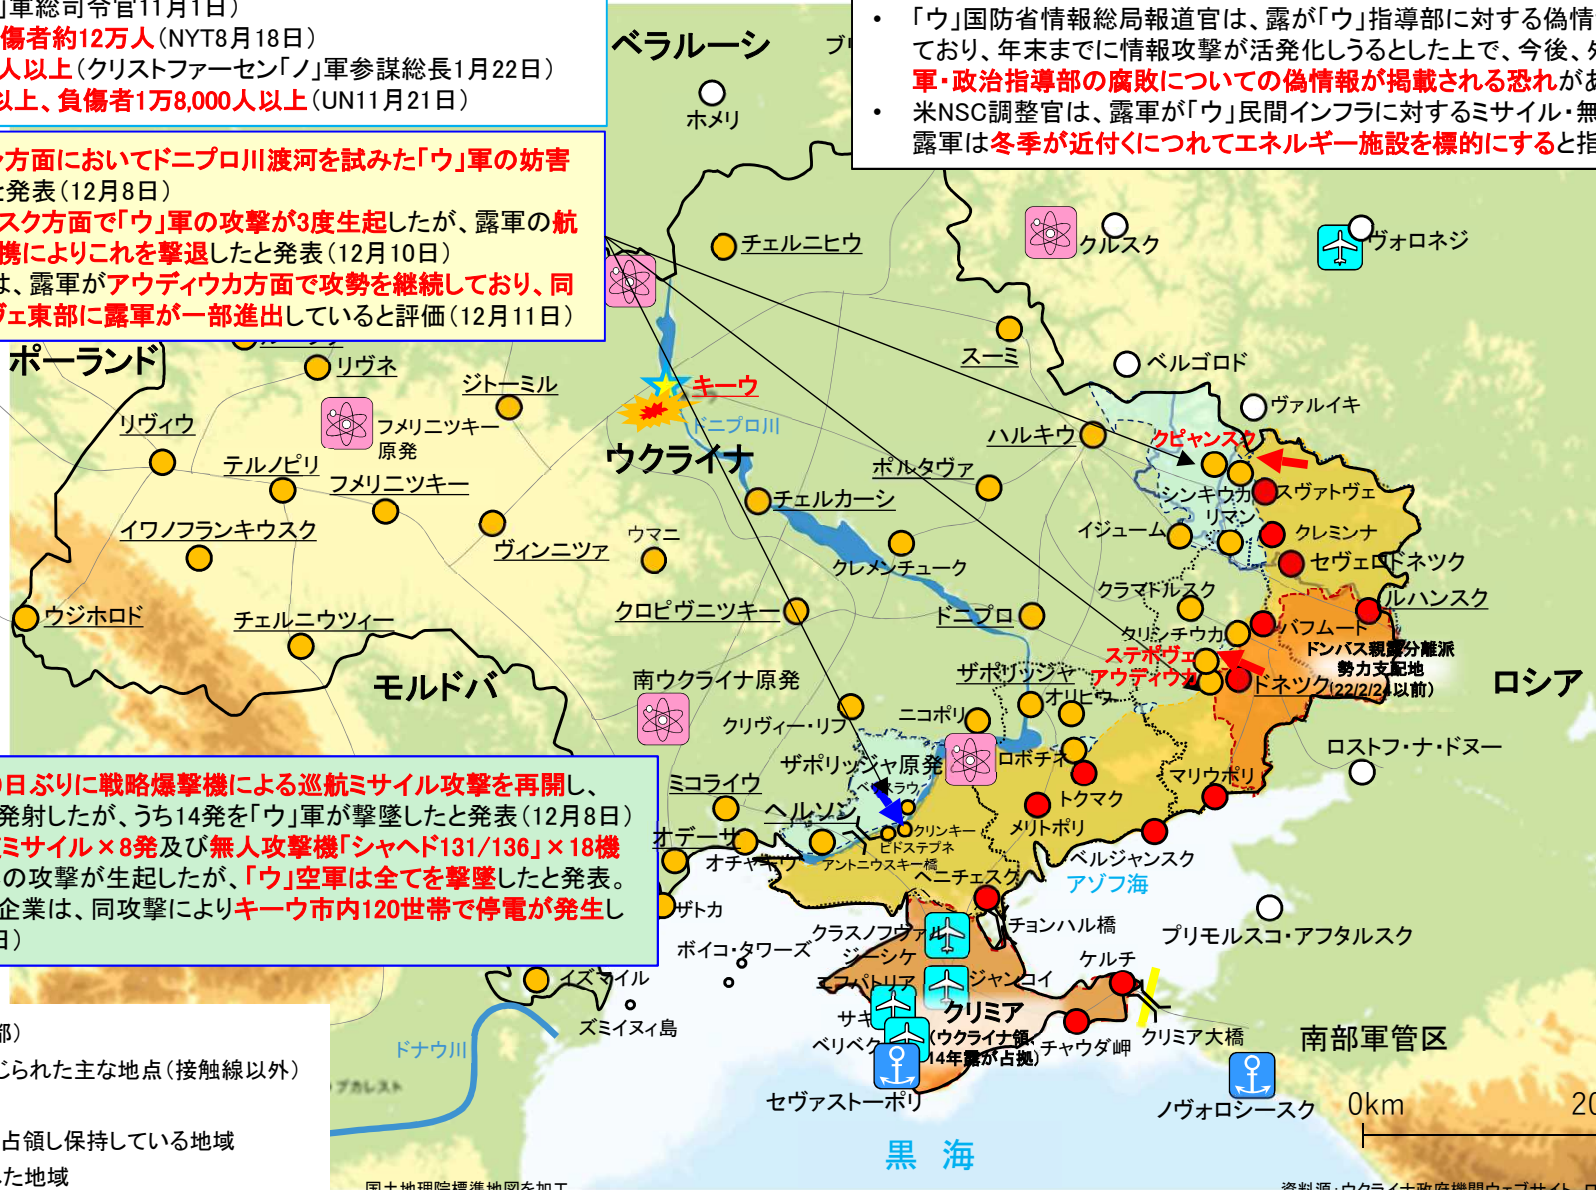 」軍総司令官11月1日）
傷者約12万人（NYT8月18日）
人以上（クリストファーセン「ノ」軍参謀総長1月22日）
以上、負傷者1万8,000人以上（UN11月21日）
• 「ウ」国防省情報総局報道官は、露が「ウ」指導部に対する偽情
ており、年末までに情報攻撃が活発化しうるとした上で、今後、
軍・政治指導部の腐敗についての偽情報が掲載される恐れがあ
• 米NSC調整官は、露軍が「ウ」民間インフラに対するミサイル・無
露軍は冬季が近付くにつれてエネルギー施設を標的にすると指
方面においてドニプロ川渡河を試みた「ウ」軍の妨害
と発表（12月8日）
スク方面で「ウ」軍の攻撃が3度生起したが、露軍の航
携によりこれを撃退したと発表（12月10日）
は、露軍がアウディウカ方面で攻勢を継続しており、同
ヴェ東部に露軍が一部進出していると評価（12月11日）
ベラルーシ
ホメリ
チェルニヒウ
クルスク
ヴォロネジ
スーミ
ポーランド
リヴネ
ジトーミル
キーウ
ベルゴロド
ヴァルイキ
リヴィウ
フメリニツキー
原発
ドニプロ川
ハルキウ
クピャンスク
ウクライナ
テルノピリ
フメリニツキー
ポルタヴァ
シンキウカ
スヴァトヴェ
チェルカーシ
リマン
イワノフランキウスク
ヴィンニツァ
ウマニ
イジューム
クレミンナ
クレメンチューク
セヴェロドネツク
クラマトルスク
ルハンスク
ウジホロド
チェルニウツィー
クロピヴニツキー
ドニプロ
クリシチウカ
バフムート
ドンバス親露分離派
勢力支配地
(22/2/24以前)
ステポヴェ
アウディウカ
ドネツク
モルドバ
南ウクライナ原発
ザポリッジャ
オリヒウ
ロシア
クリヴィー・リフ
ニコポリ
ロストフ・ナ・ドヌー
ザポリッジャ原発
ロボチネ
マリウポリ
トクマク
日ぶりに戦略爆撃機による巡航ミサイル攻撃を再開し、
発射したが、うち14発を「ウ」軍が撃墜したと発表（12月8日）
ミサイル×8発及び無人攻撃機「シャヘド131/136」×18機
の攻撃が生起したが、「ウ」空軍は全てを撃墜したと発表。
企業は、同攻撃によりキーウ市内120世帯で停電が発生し
日）
ミコライウ
ヘルソン
クリンキー
ビドステプネ
アントニウスキー橋
メリトポリ
オデーサ
オチャキウ
ベルジャンスク
アゾフ海
ヘニチェスク
ザトカ
クラスノフヴァル
ジーシケ
チョンハル橋
プリモルスコ・アフタルスク
ボイコ・タワーズ
ケルチ
エフパトリア
ジャンコイ
イズマイル
ズミイヌィ島
サキ
クリミア
(ウクライナ領、
14年露が占拠)
ベリベク
チャウダ岬
クリミア大橋
南部軍管区
ドナウ川
ブカレスト
セヴァストーポリ
ノヴォロシースク
0km
20
黒 海
部）
じられた主な地点（接触線以外）
占領し保持している地域
た地域
国土地理院標準地図を加工